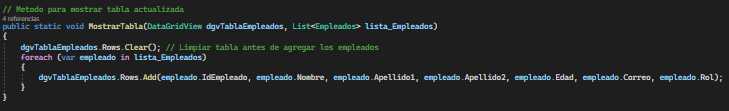 // Metodo para mostrar tabla actualizada
4 referencias
public static void MostrarTabla(DataGridView dgvTablaEmpleados, List<Empleados> lista_Empleados)
{
dgvTablaEmpleados.Rows.Clear(); // Limpiar tabla antes de agregar los empleados
foreach (var empleado in lista_Empleados)
{
dgvTablaEmpleados.Rows.Add(empleado.IdEmpleado, empleado.Nombre, empleado.Apellido1, empleado.Apellido2, empleado.Edad, empleado.Correo, empleado.Rol);
}
}